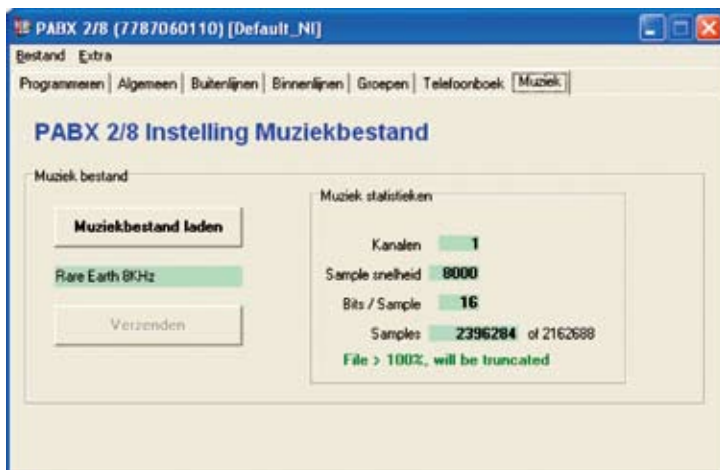 PABX 2/8 (7787060110) [Default_Nl]
Bestand Extra
Programmeren Algemeen Buitenlijnen Binnenlijnen Groepen Telefoonboek Muziek
PABX 2/8 Instelling Muziekbestand
Muziek bestand
Muziekbestand laden
Rare Earth 8KHz
Verzenden
Muziek statistieken
Kanalen 1
Sample snelheid 8000
Bits / Sample 16
Samples 2396284 of 2162688
File > 100%, will be truncated